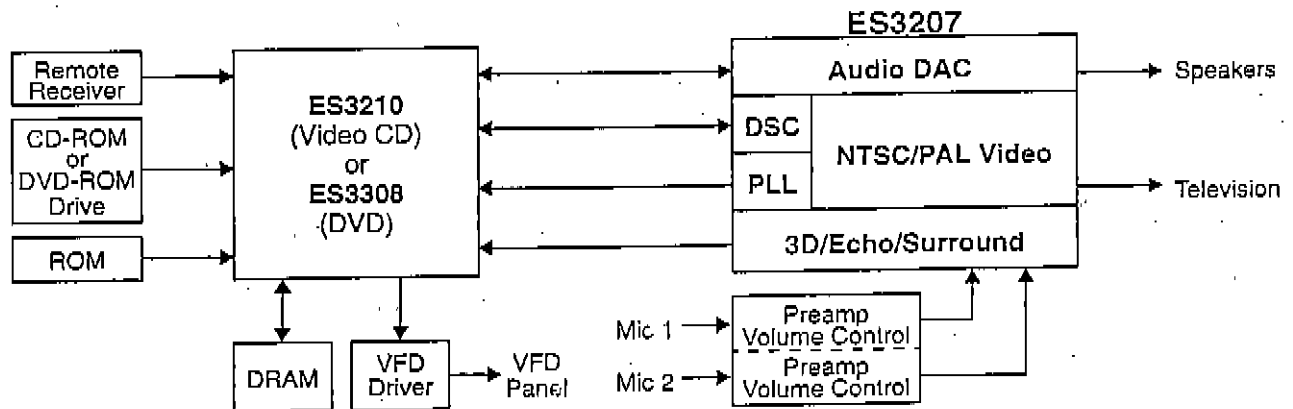 ES3207
Remote
Receiver
CD-ROM
or
DVD-ROM
Drive
ROM
ES3210
(Video CD)
or
ES3308
(DVD)
Audio DAC
DSC
PLL
NTSC/PAL Video
3D/Echo/Surround
Speakers
Television
DRAM
VFD
Driver
VFD
Panel
Mic 1
Preamp
Volume Control
Mic 2
Preamp
Volume Control